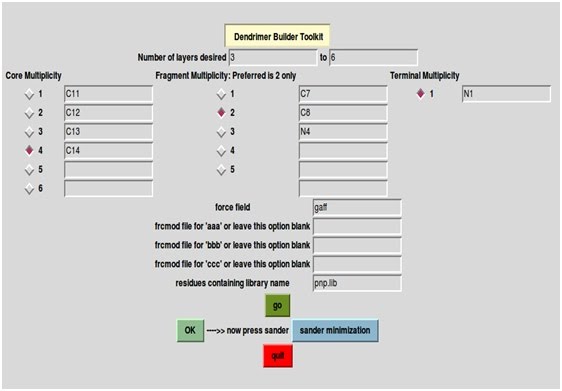 Dendrimer Builder Toolkit
Number of layers desired 3 to 6
Core Multiplicity Fragment Multiplicity: Preferred is 2 only Terminal Multiplicity
1 C11 1 C7 1 N1
2 C12 2 C8
3 C13 3 N4
4 C14 4
5 5
6
force field gaff
frcmod file for 'aaa' or leave this option blank
frcmod file for 'bbb' or leave this option blank
frcmod file for 'ccc' or leave this option blank
residues containing library name pnp.lib
go
OK ---->> now press sander sander minimization
quit